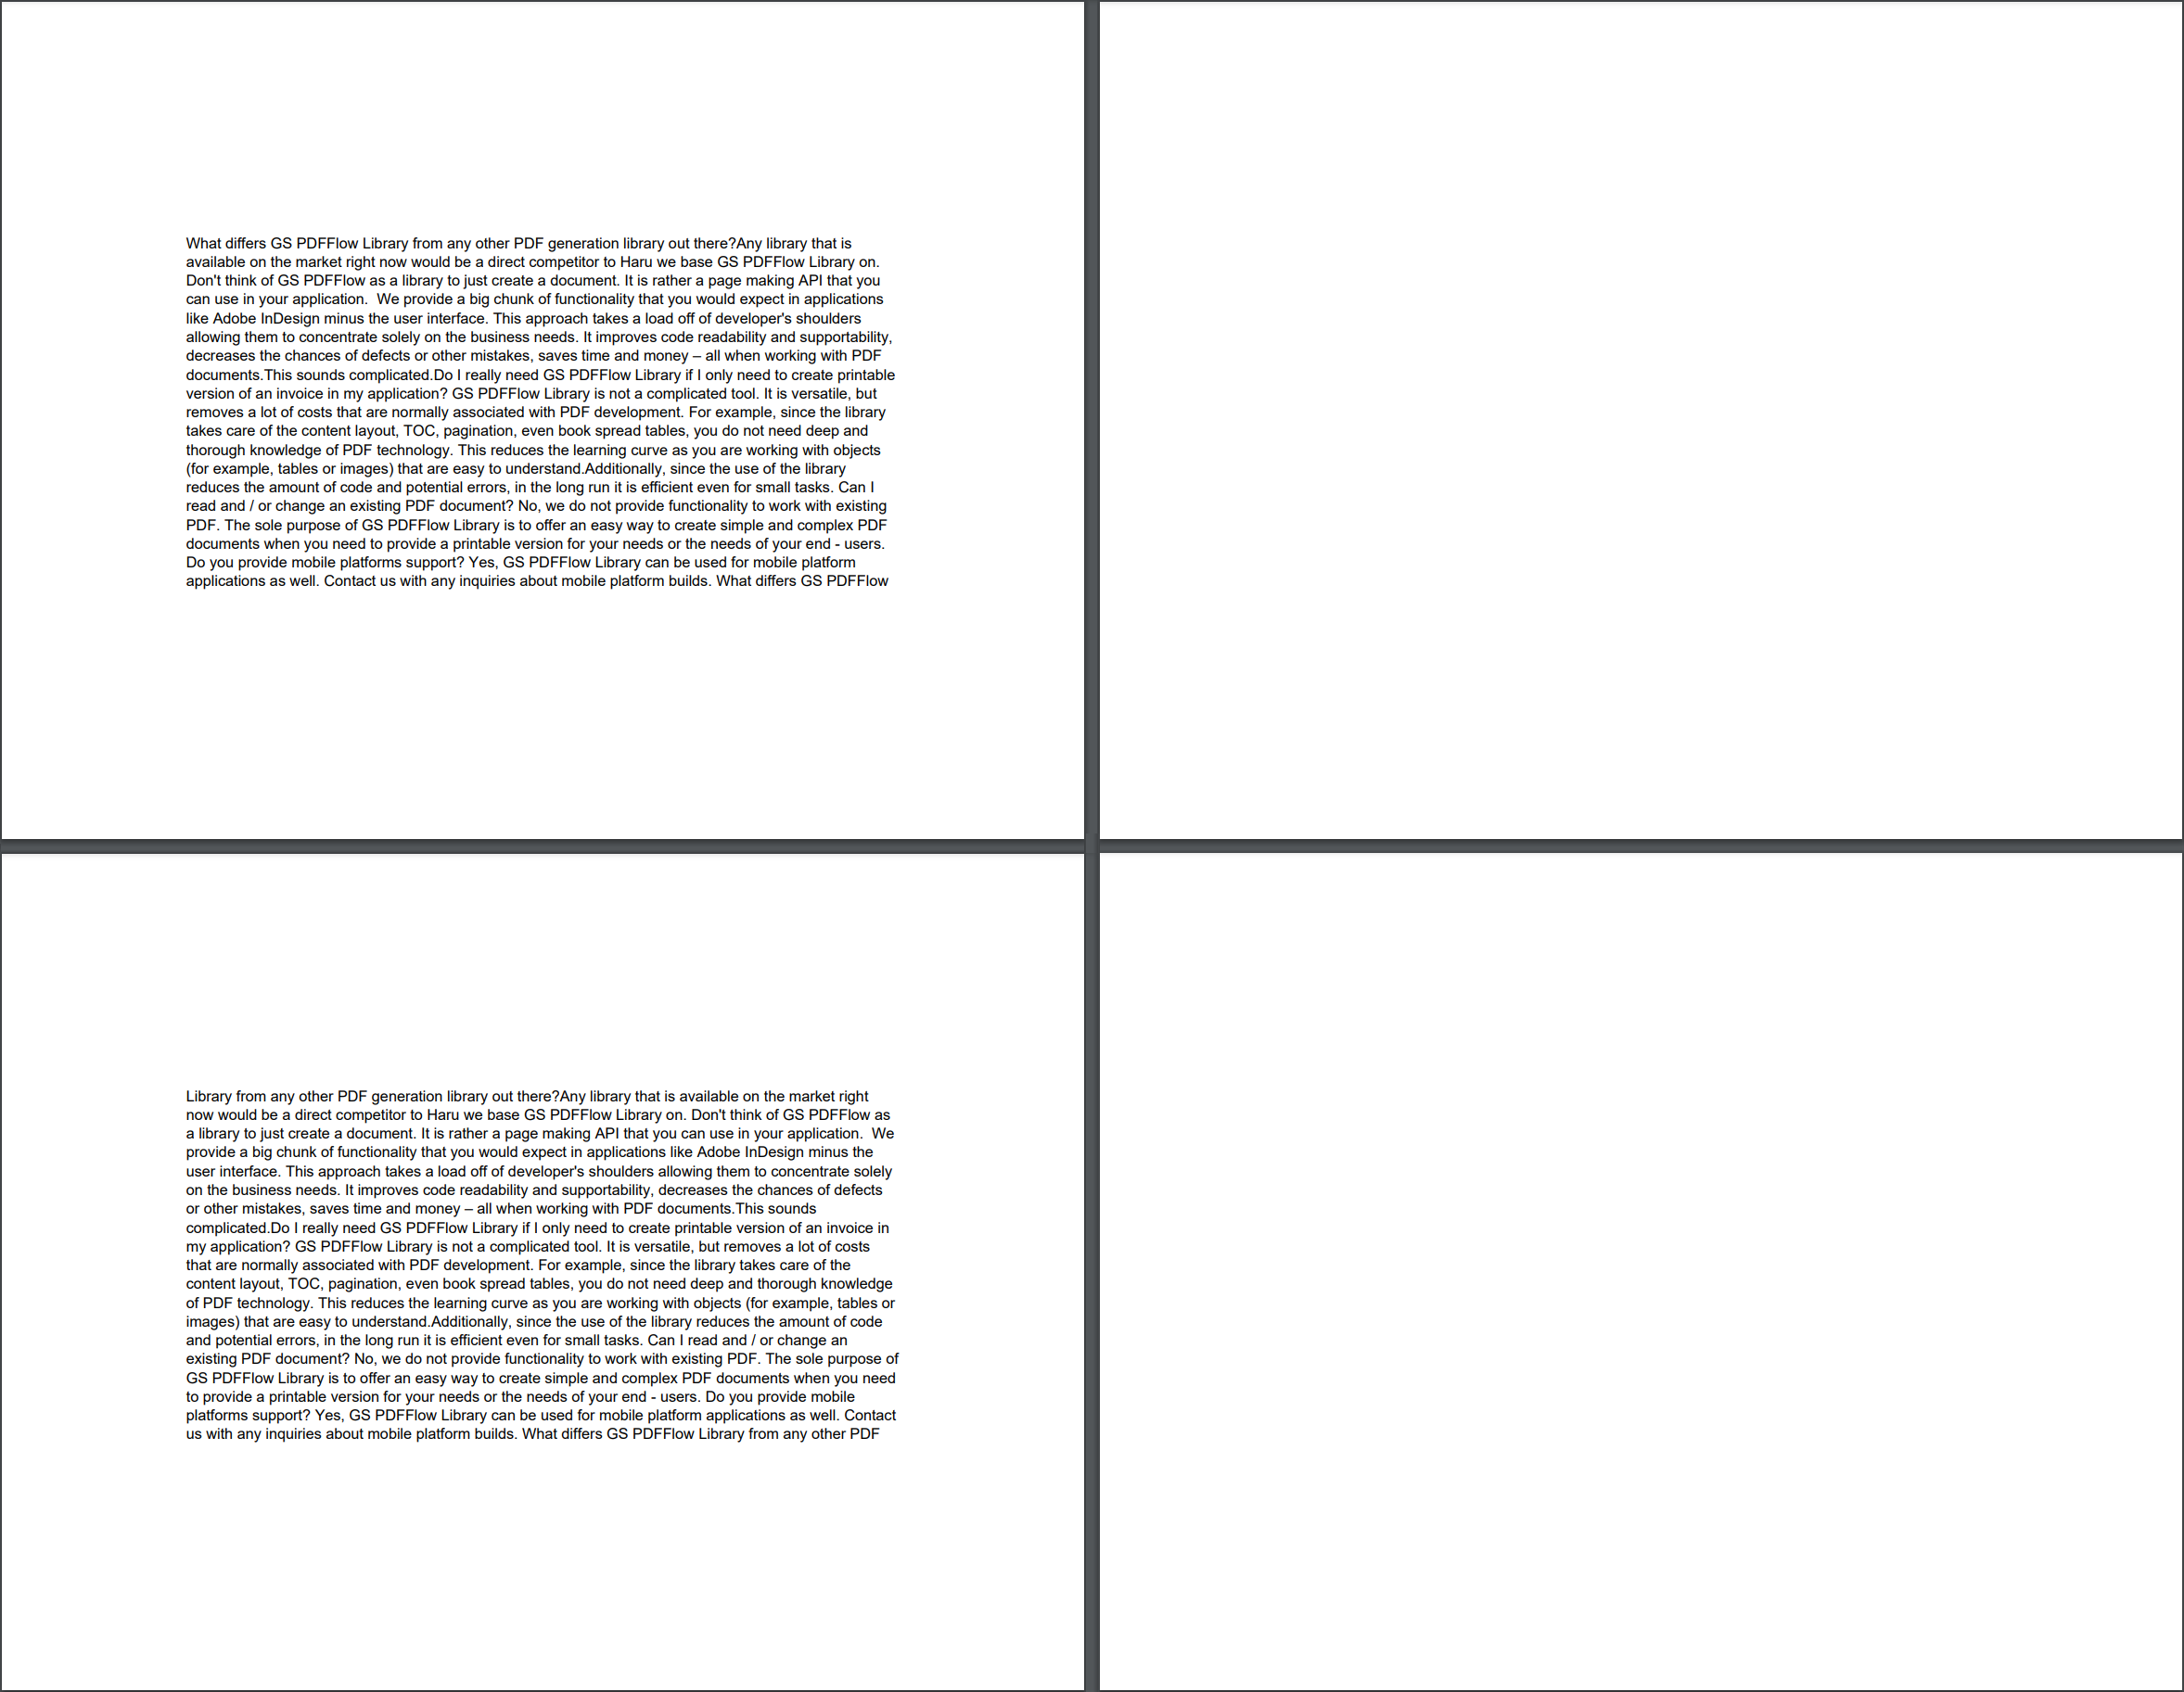 What differs GS PDFFlow Library from any other PDF generation library out there?Any library that is
available on the market right now would be a direct competitor to Haru we base GS PDFFlow Library on.
Don't think of GS PDFFlow as a library to just create a document. It is rather a page making API that you
can use in your application.  We provide a big chunk of functionality that you would expect in applications
like Adobe InDesign minus the user interface. This approach takes a load off of developer's shoulders
allowing them to concentrate solely on the business needs. It improves code readability and supportability,
decreases the chances of defects or other mistakes, saves time and money – all when working with PDF
documents.This sounds complicated.Do I really need GS PDFFlow Library if I only need to create printable
version of an invoice in my application? GS PDFFlow Library is not a complicated tool. It is versatile, but
removes a lot of costs that are normally associated with PDF development. For example, since the library
takes care of the content layout, TOC, pagination, even book spread tables, you do not need deep and
thorough knowledge of PDF technology. This reduces the learning curve as you are working with objects
(for example, tables or images) that are easy to understand.Additionally, since the use of the library
reduces the amount of code and potential errors, in the long run it is efficient even for small tasks. Can I
read and / or change an existing PDF document? No, we do not provide functionality to work with existing
PDF. The sole purpose of GS PDFFlow Library is to offer an easy way to create simple and complex PDF
documents when you need to provide a printable version for your needs or the needs of your end - users.
Do you provide mobile platforms support? Yes, GS PDFFlow Library can be used for mobile platform
applications as well. Contact us with any inquiries about mobile platform builds. What differs GS PDFFlow
Library from any other PDF generation library out there?Any library that is available on the market right
now would be a direct competitor to Haru we base GS PDFFlow Library on. Don't think of GS PDFFlow as
a library to just create a document. It is rather a page making API that you can use in your application.  We
provide a big chunk of functionality that you would expect in applications like Adobe InDesign minus the
user interface. This approach takes a load off of developer's shoulders allowing them to concentrate solely
on the business needs. It improves code readability and supportability, decreases the chances of defects
or other mistakes, saves time and money – all when working with PDF documents.This sounds
complicated.Do I really need GS PDFFlow Library if I only need to create printable version of an invoice in
my application? GS PDFFlow Library is not a complicated tool. It is versatile, but removes a lot of costs
that are normally associated with PDF development. For example, since the library takes care of the
content layout, TOC, pagination, even book spread tables, you do not need deep and thorough knowledge
of PDF technology. This reduces the learning curve as you are working with objects (for example, tables or
images) that are easy to understand.Additionally, since the use of the library reduces the amount of code
and potential errors, in the long run it is efficient even for small tasks. Can I read and / or change an
existing PDF document? No, we do not provide functionality to work with existing PDF. The sole purpose of
GS PDFFlow Library is to offer an easy way to create simple and complex PDF documents when you need
to provide a printable version for your needs or the needs of your end - users. Do you provide mobile
platforms support? Yes, GS PDFFlow Library can be used for mobile platform applications as well. Contact
us with any inquiries about mobile platform builds. What differs GS PDFFlow Library from any other PDF